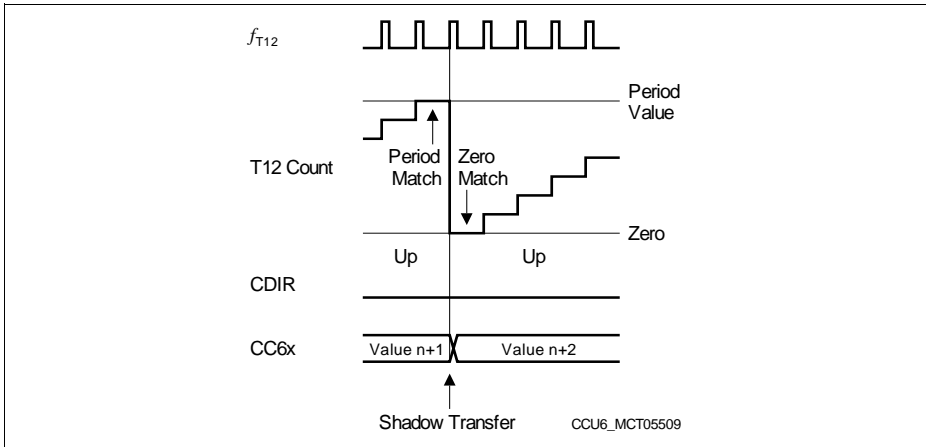 fT12
Period
Value
T12 Count
Period
Match
Zero
Match
Zero
Up
Up
CDIR
CC6x
Value n+1
Value n+2
Shadow Transfer
CCU6_MCT05509